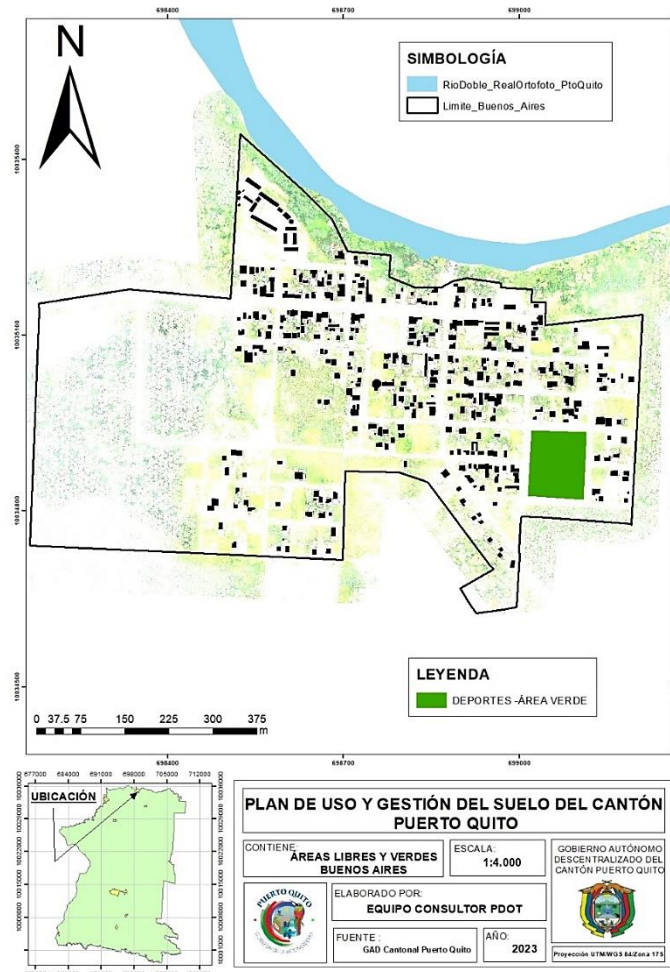 698400 698700 699000
N
SIMBOLOGÍA
RioDoble_RealOrtofoto_PtoQuito
Limite_Buenos_Aires
10035400
10035100
10034800
10034500
LEYENDA
DEPORTES -ÁREA VERDE
0 37.5 75 150 225 300 375
m
698400 698700 699000
677000 684000 691000 698000 705000 712000
UBICACIÓN
PLAN DE USO Y GESTIÓN DEL SUELO DEL CANTÓN
PUERTO QUITO
CONTIENE:
ÁREAS LIBRES Y VERDES
BUENOS AIRES
ESCALA:
1:4.000
GOBIERNO AUTÓNOMO
DESCENTRALIZADO DEL
CANTÓN PUERTO QUITO
PUERTO QUITO
ELABORADO POR:
EQUIPO CONSULTOR PDOT
FUENTE :
GAD Cantonal Puerto Quito
AÑO:
2023
Proyección UTM/WGS 84/Zona 17S